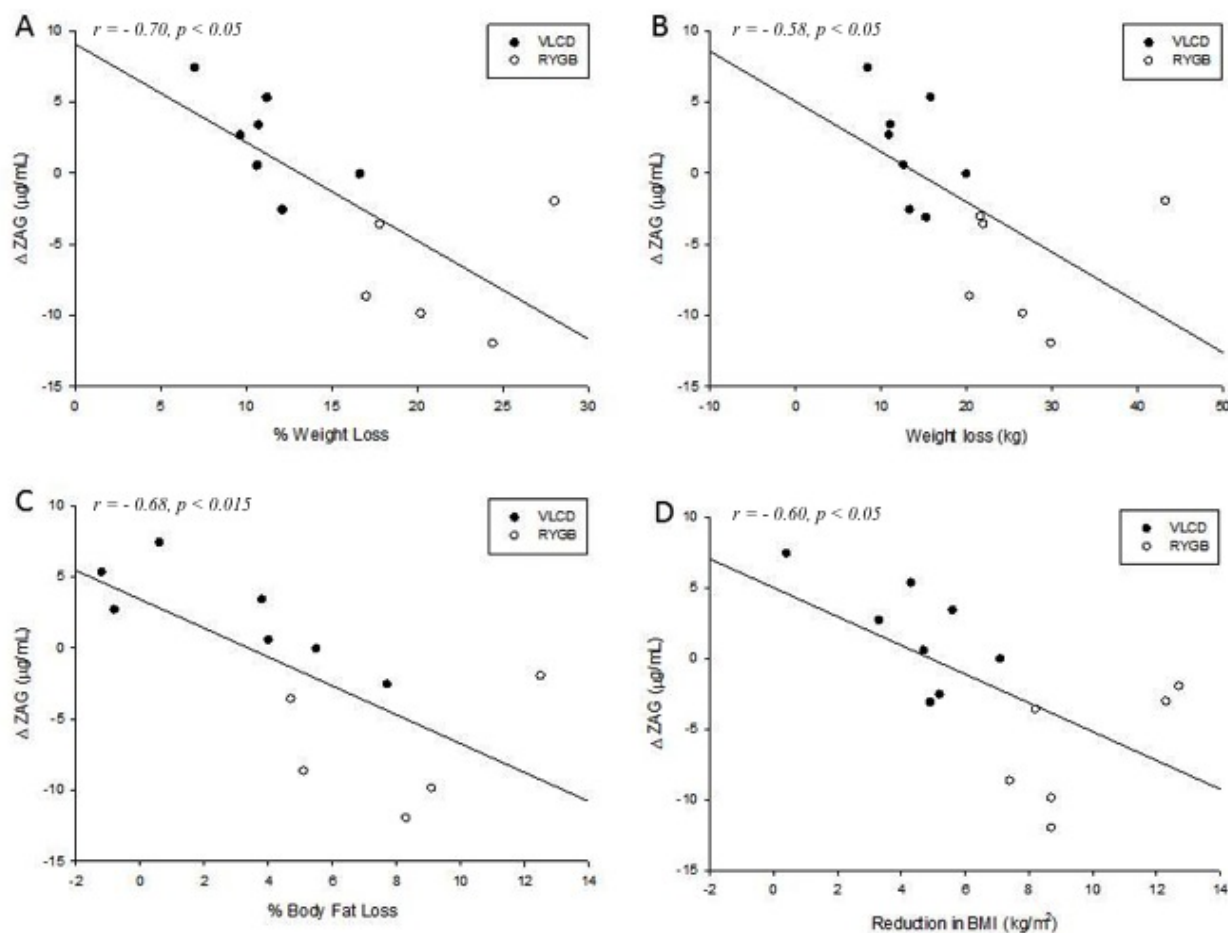 A
r = - 0.70, p < 0.05
VLCD
RYGB
10
5
0
-5
-10
-15
Δ ZAG (µg/mL)
0 5 10 15 20 25 30
% Weight Loss
B
r = - 0.58, p < 0.05
VLCD
RYGB
10
5
0
-5
-10
-15
Δ ZAG (µg/mL)
-10 0 10 20 30 40 50
Weight loss (kg)
C
r = - 0.68, p < 0.015
VLCD
RYGB
10
5
0
-5
-10
-15
Δ ZAG (µg/mL)
-2 0 2 4 6 8 10 12 14
% Body Fat Loss
D
r = - 0.60, p < 0.05
VLCD
RYGB
10
5
0
-5
-10
-15
Δ ZAG (µg/mL)
-2 0 2 4 6 8 10 12 14
Reduction in BMI (kg/m²)